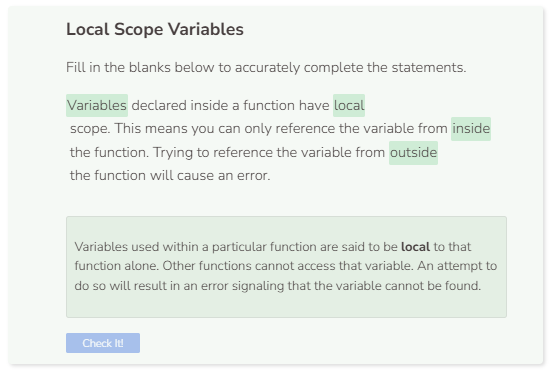 Local Scope Variables
Fill in the blanks below to accurately complete the statements.
Variables declared inside a function have local
scope. This means you can only reference the variable from inside
the function. Trying to reference the variable from outside
the function will cause an error.
Variables used within a particular function are said to be local to that
function alone. Other functions cannot access that variable. An attempt to
do so will result in an error signaling that the variable cannot be found.
Check It!